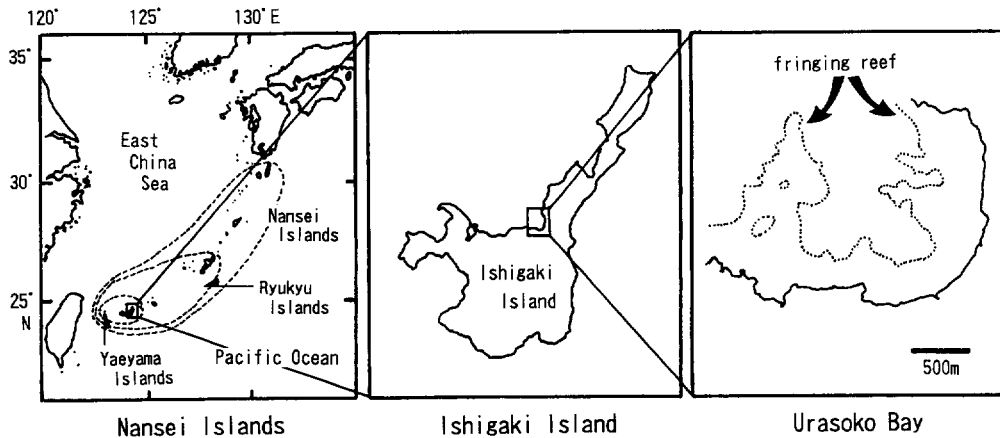 120°
125°
130° E
35°
30°
25°
N
East
China
Sea
Nansei
Islands
Ryukyu
Islands
Yaeyama
Islands
Pacific Ocean
Nansei Islands
Ishigaki
Island
Ishigaki Island
fringing reef
500m
Urasoko Bay